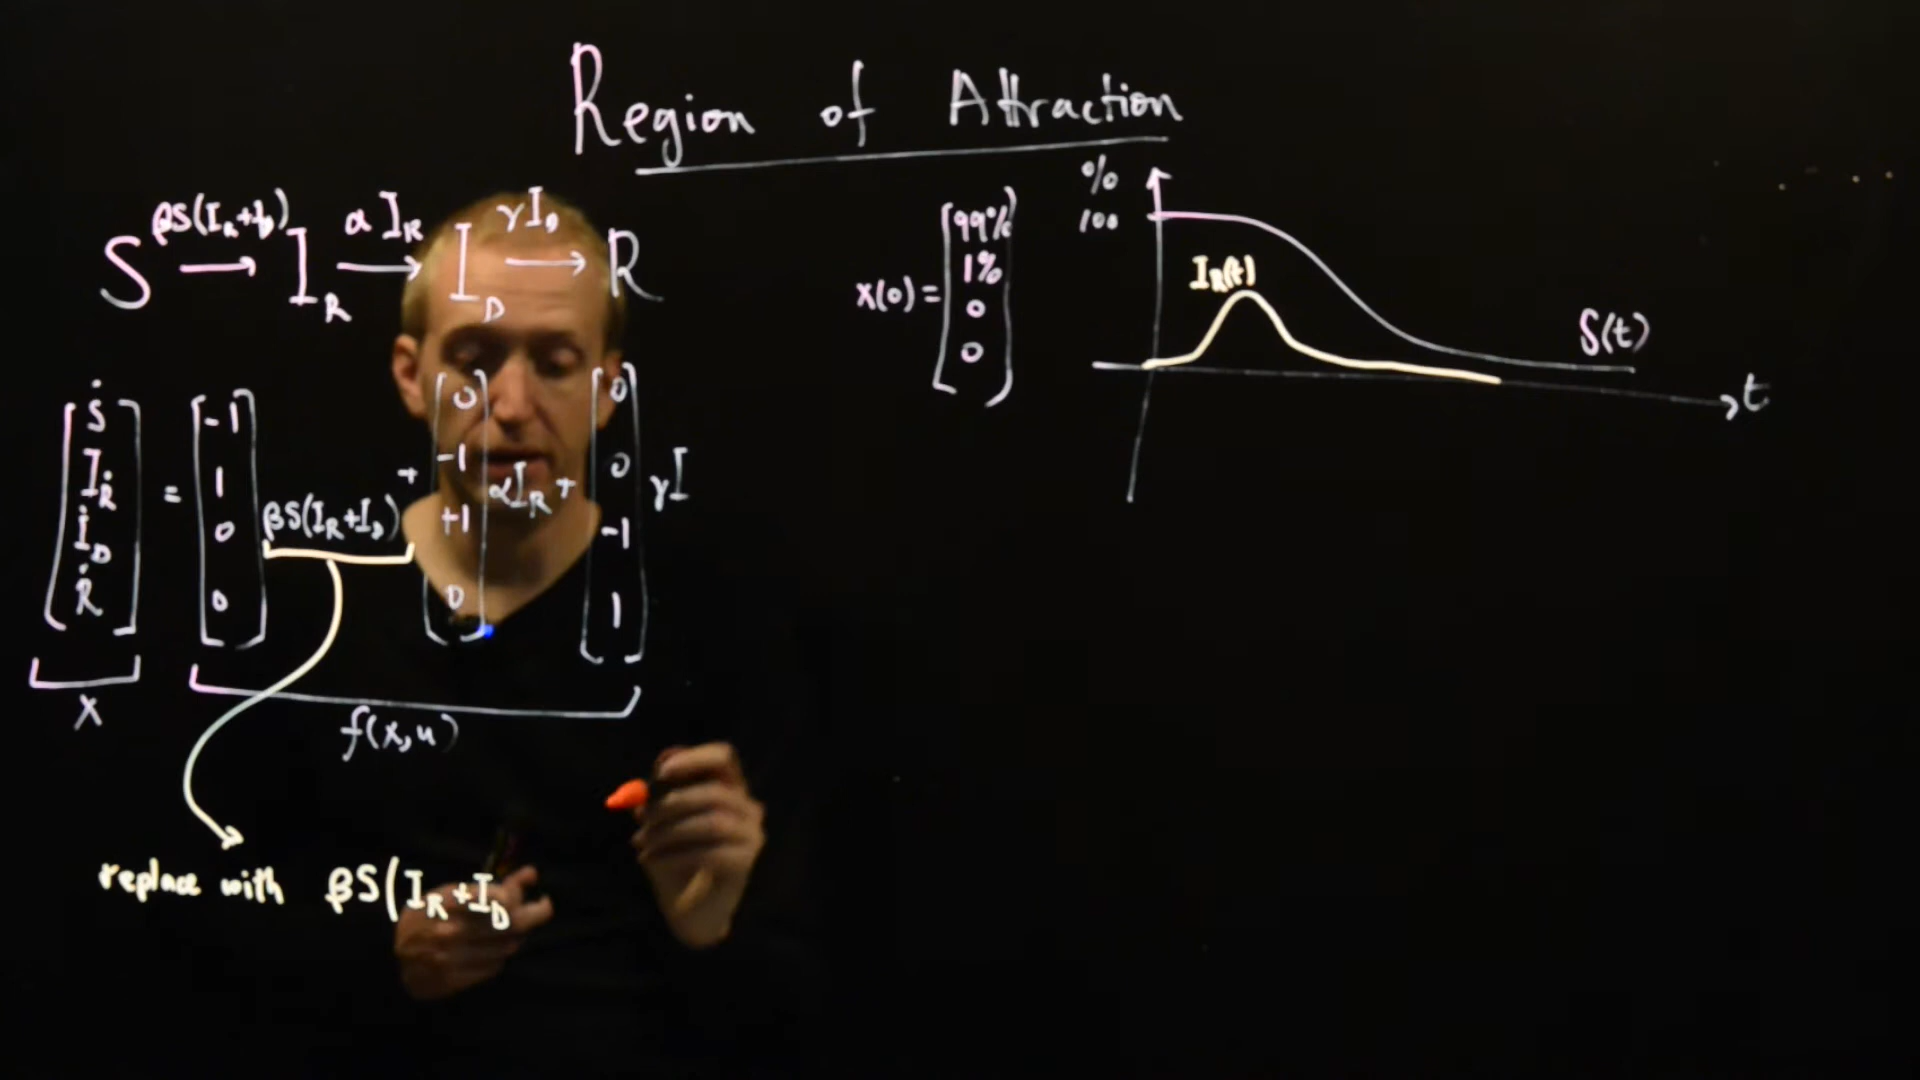 Region of Attraction
βS(I_R+I_D) αI_R γI_D
S → I_R → I_D → R
[Ṡ İ_R İ_D Ṙ] = [-1 1 0 0] βS(I_R+I_D) + [0 -1 +1 0] αI_R + [0 0 -1 1] γI
x
f(x,u)
replace with βS(I_R+I_D
x(0) = [99% 1% 0 0]
%
100
I_R(t)
S(t)
t